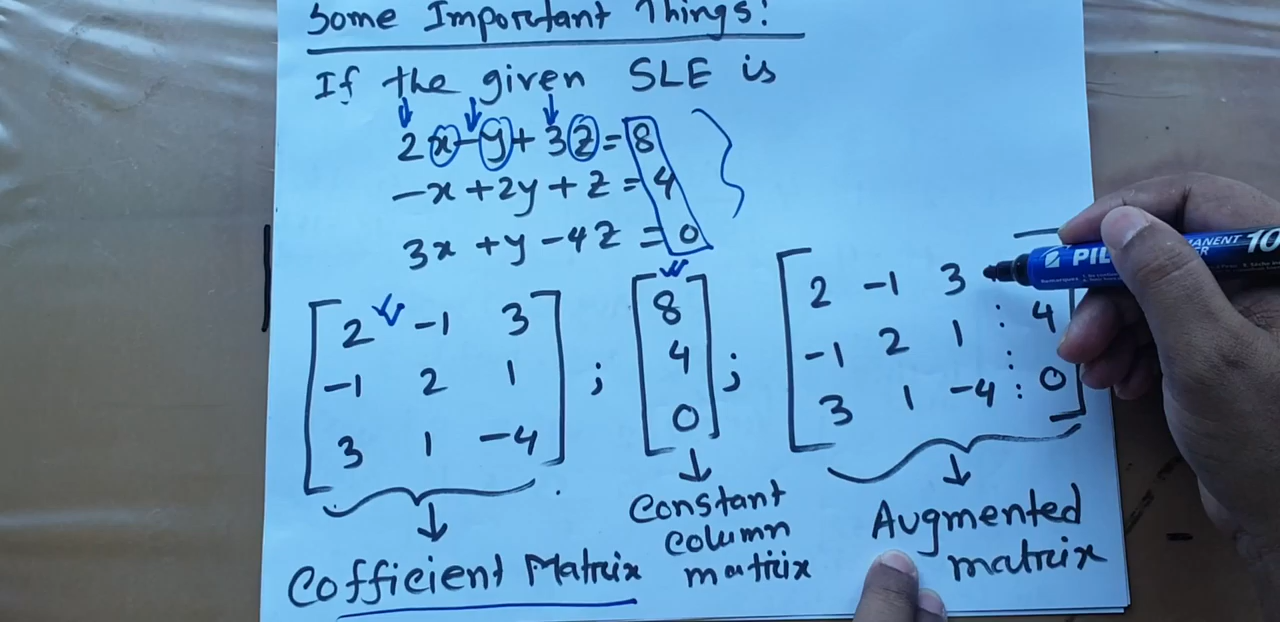 Some Important Things:
If the given SLE is
2x-y+3z=8
-x+2y+z=4
3x+y-4z=0
2 -1 3
-1 2 1
3 1 -4
;
8
4
0
;
2 -1 3
-1 2 1 : 4
3 1 -4 : 0
Cofficient Matrix
Constant
column
matrix
Augmented
matrix
PIL
MANENT
10